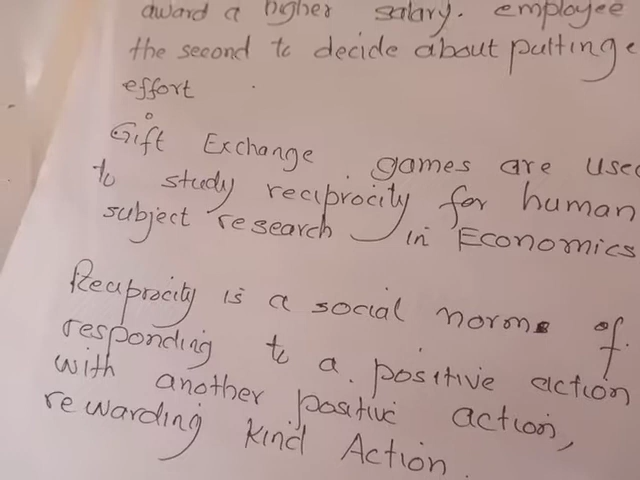 award a higher salary. employee
the second to decide about putting e
effort
Gift Exchange games are used
to study reciprocity for human
subject research in Economics
Reciprocity is a social norm of
responding to a positive action
with another positive action,
rewarding kind Action.